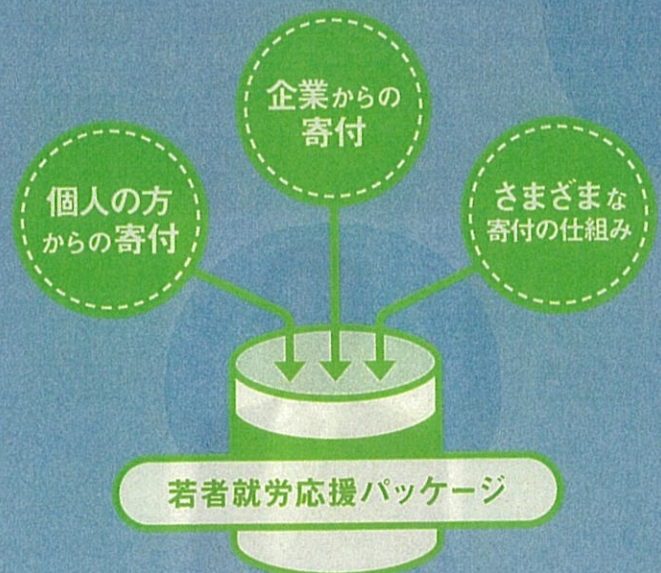 企業からの
寄付
個人の方
からの寄付
さまざまな
寄付の仕組み
若者就労応援パッケージ